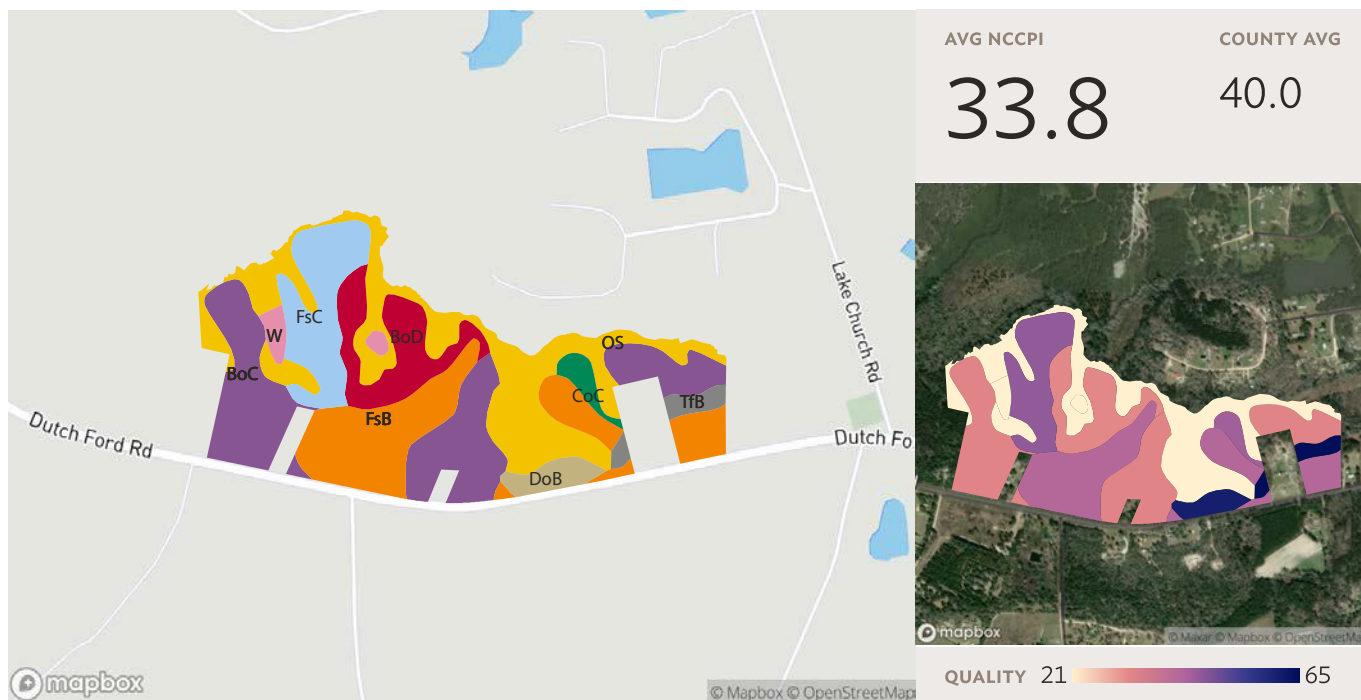 AVG NCCPI
COUNTY AVG
33.8
40.0
Lake Church Rd
FsC
W
BoD
OS
BoC
CoC
TfB
FsB
Dutch Ford Rd
Dutch Fo
DoB
mapbox
© Mapbox © OpenStreetMap
mapbox
© Maxar © Mapbox © OpenStreetMa
QUALITY 21 65